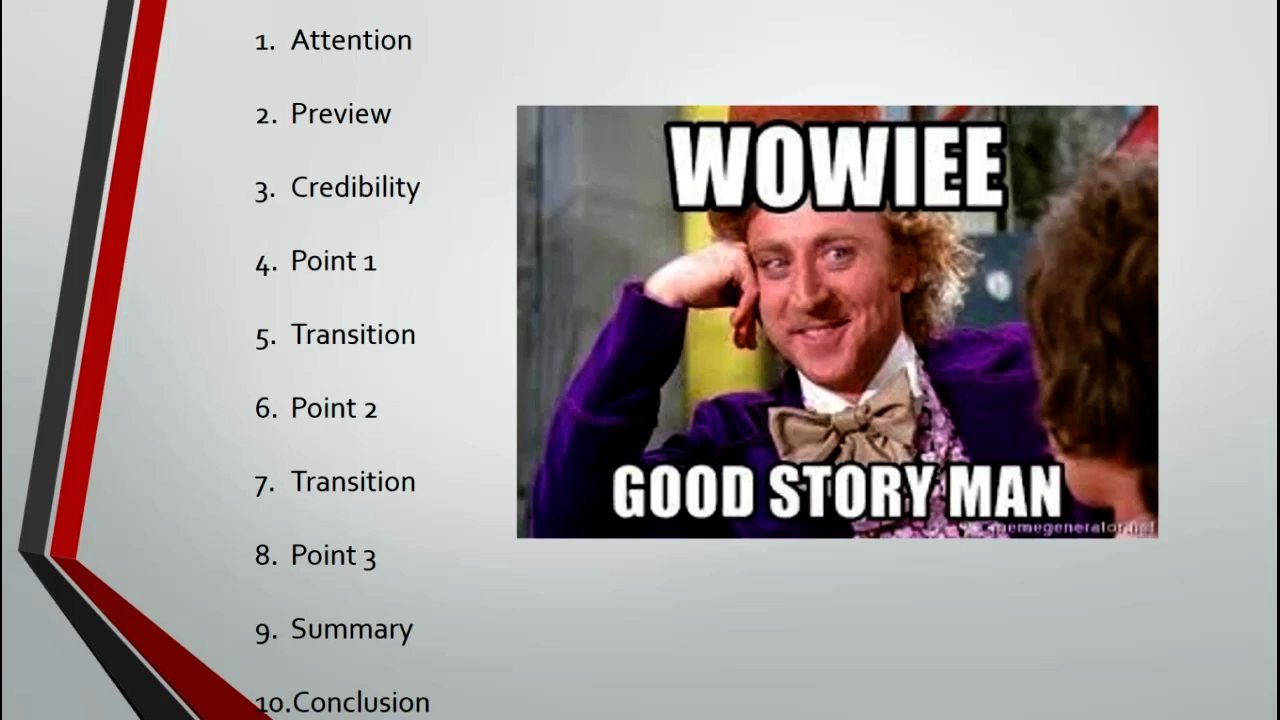 1. Attention
2. Preview
3. Credibility
4. Point 1
5. Transition
6. Point 2
7. Transition
8. Point 3
9. Summary
10.Conclusion
WOWIEE
GOOD STORY MAN
memegenerator.net